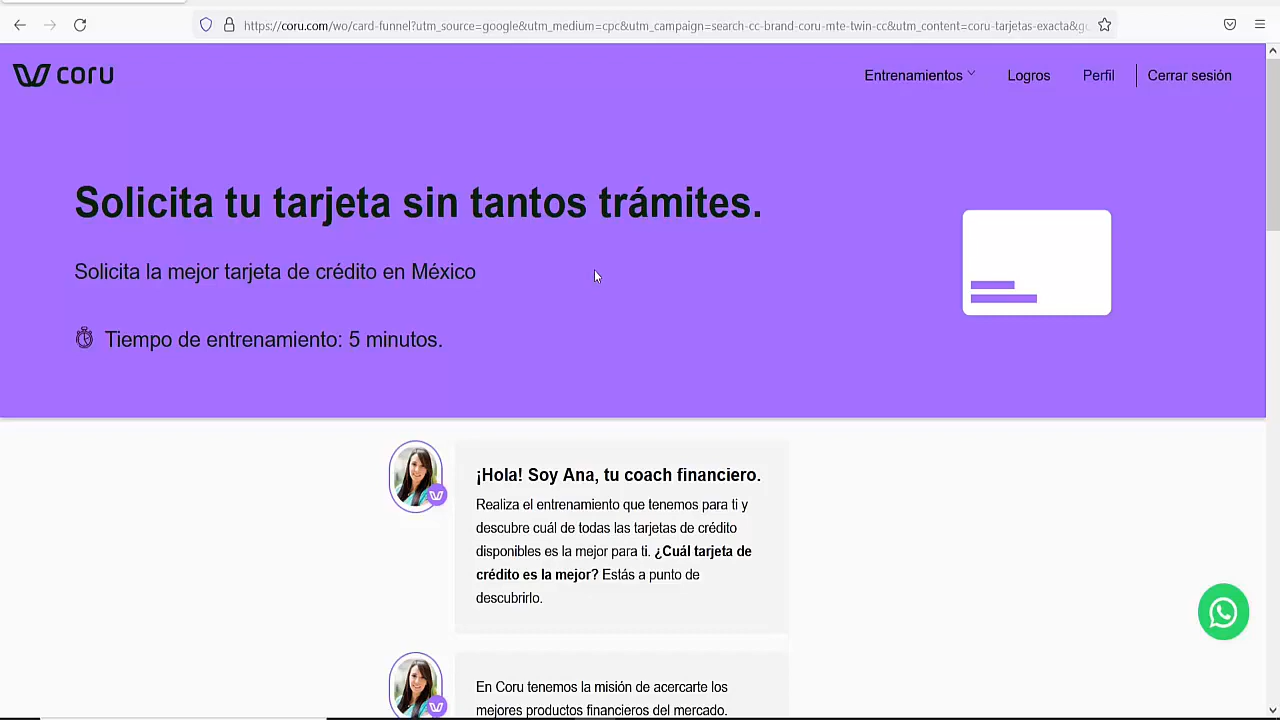 https://coru.com/wo/card-funnel?utm_source=google&utm_medium=cpc&utm_campaign=search-cc-brand-coru-mte-twin-cc&utm_content=coru-tarjetas-exacta&g
coru
Entrenamientos
Logros
Perfil
Cerrar sesión
Solicita tu tarjeta sin tantos trámites.
Solicita la mejor tarjeta de crédito en México
Tiempo de entrenamiento: 5 minutos.
¡Hola! Soy Ana, tu coach financiero.
Realiza el entrenamiento que tenemos para ti y
descubre cuál de todas las tarjetas de crédito
disponibles es la mejor para ti. ¿Cuál tarjeta de
crédito es la mejor? Estás a punto de
descubrirlo.
En Coru tenemos la misión de acercarte los
mejores productos financieros del mercado.